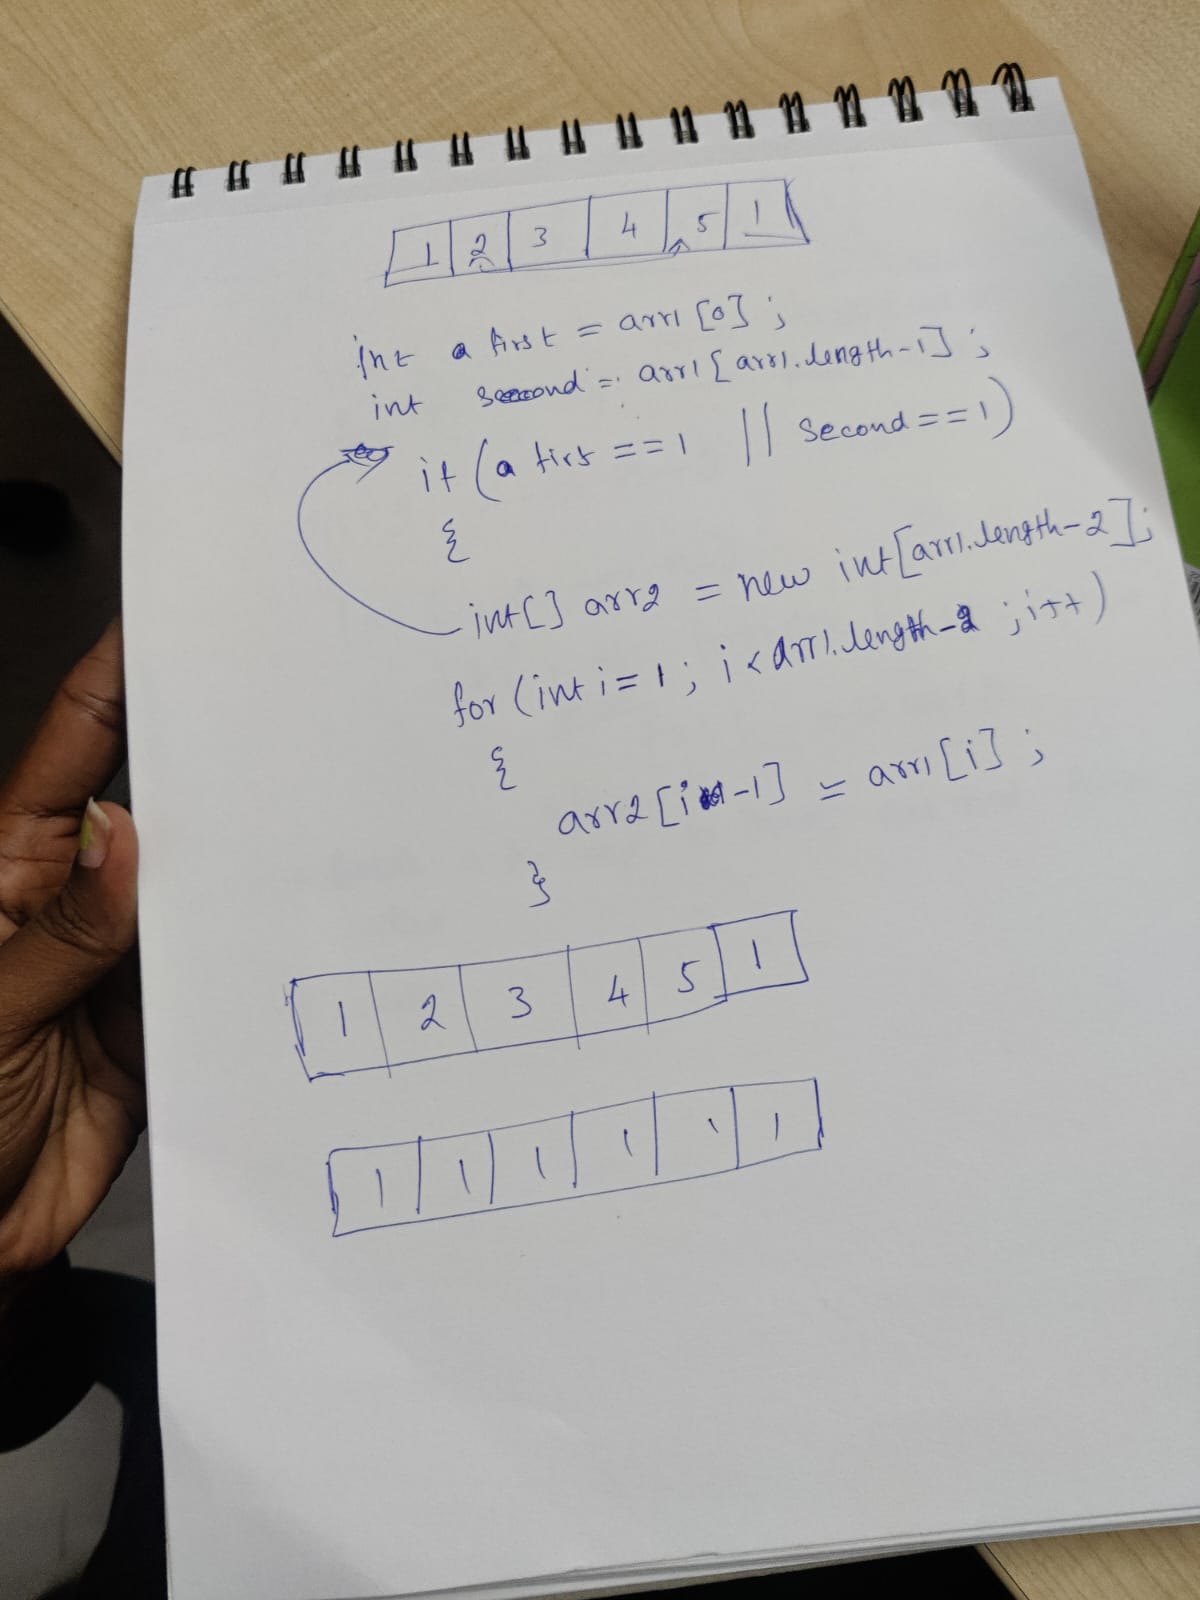 1 2 3 4 5 1
int a first = arr1 [0] ;
int second = arr1 [arr1.length-1] ;
if (a first == 1 || second == 1)
{
int[] arr2 = new int[arr1.length-2];
for (int i = 1; i < arr1.length-2 ; i++)
{
arr2 [i -1] = arr1 [i] ;
}
1 2 3 4 5 1
1 1 1 1 1 1